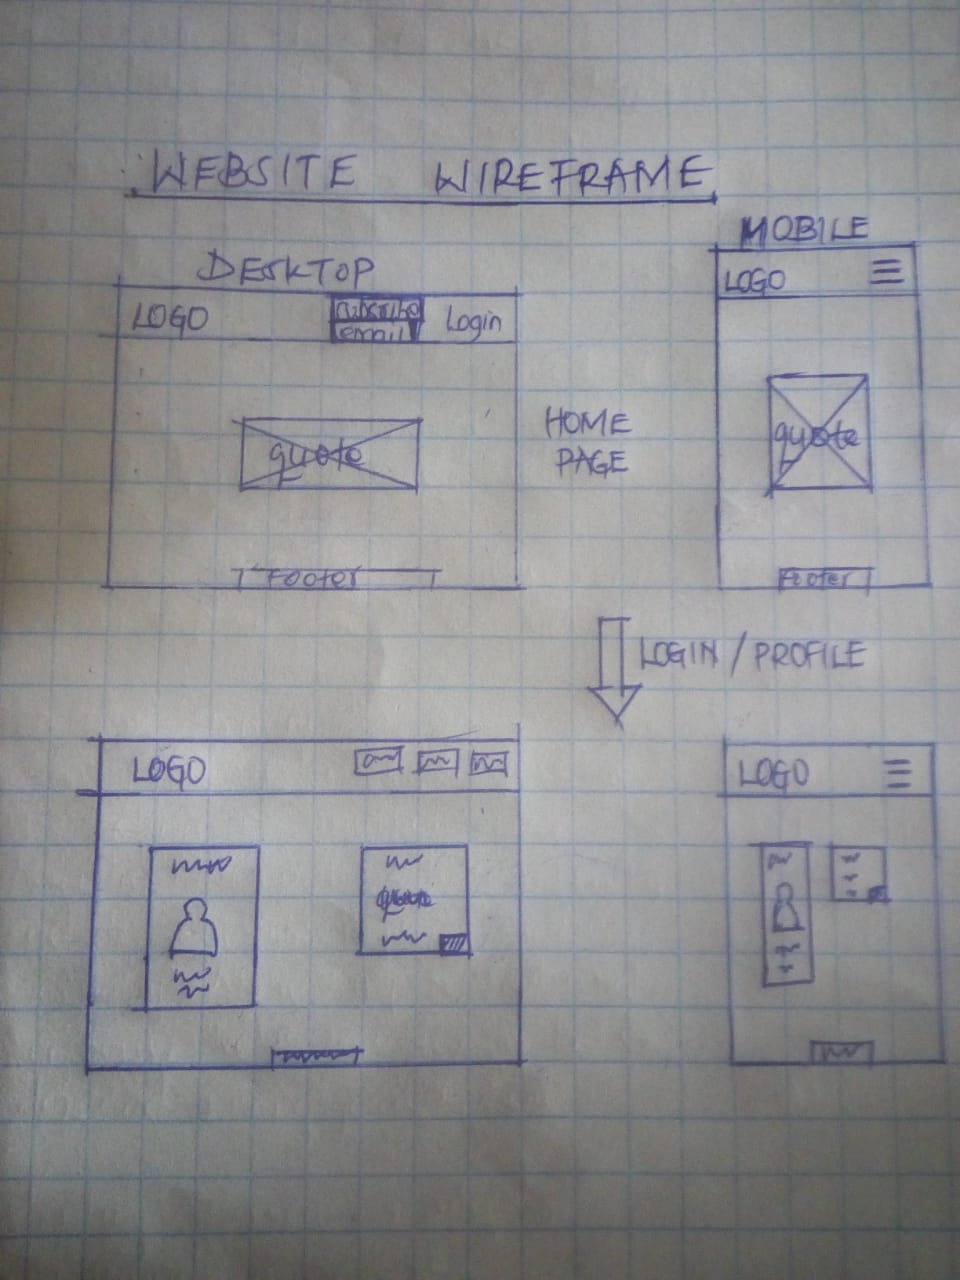 WEBSITE WIREFRAME
MOBILE
DESKTOP
LOGO
LOGO subscribe Login
email
quote
quote
HOME
PAGE
Footer
Footer
LOGIN / PROFILE
LOGO
LOGO
quote